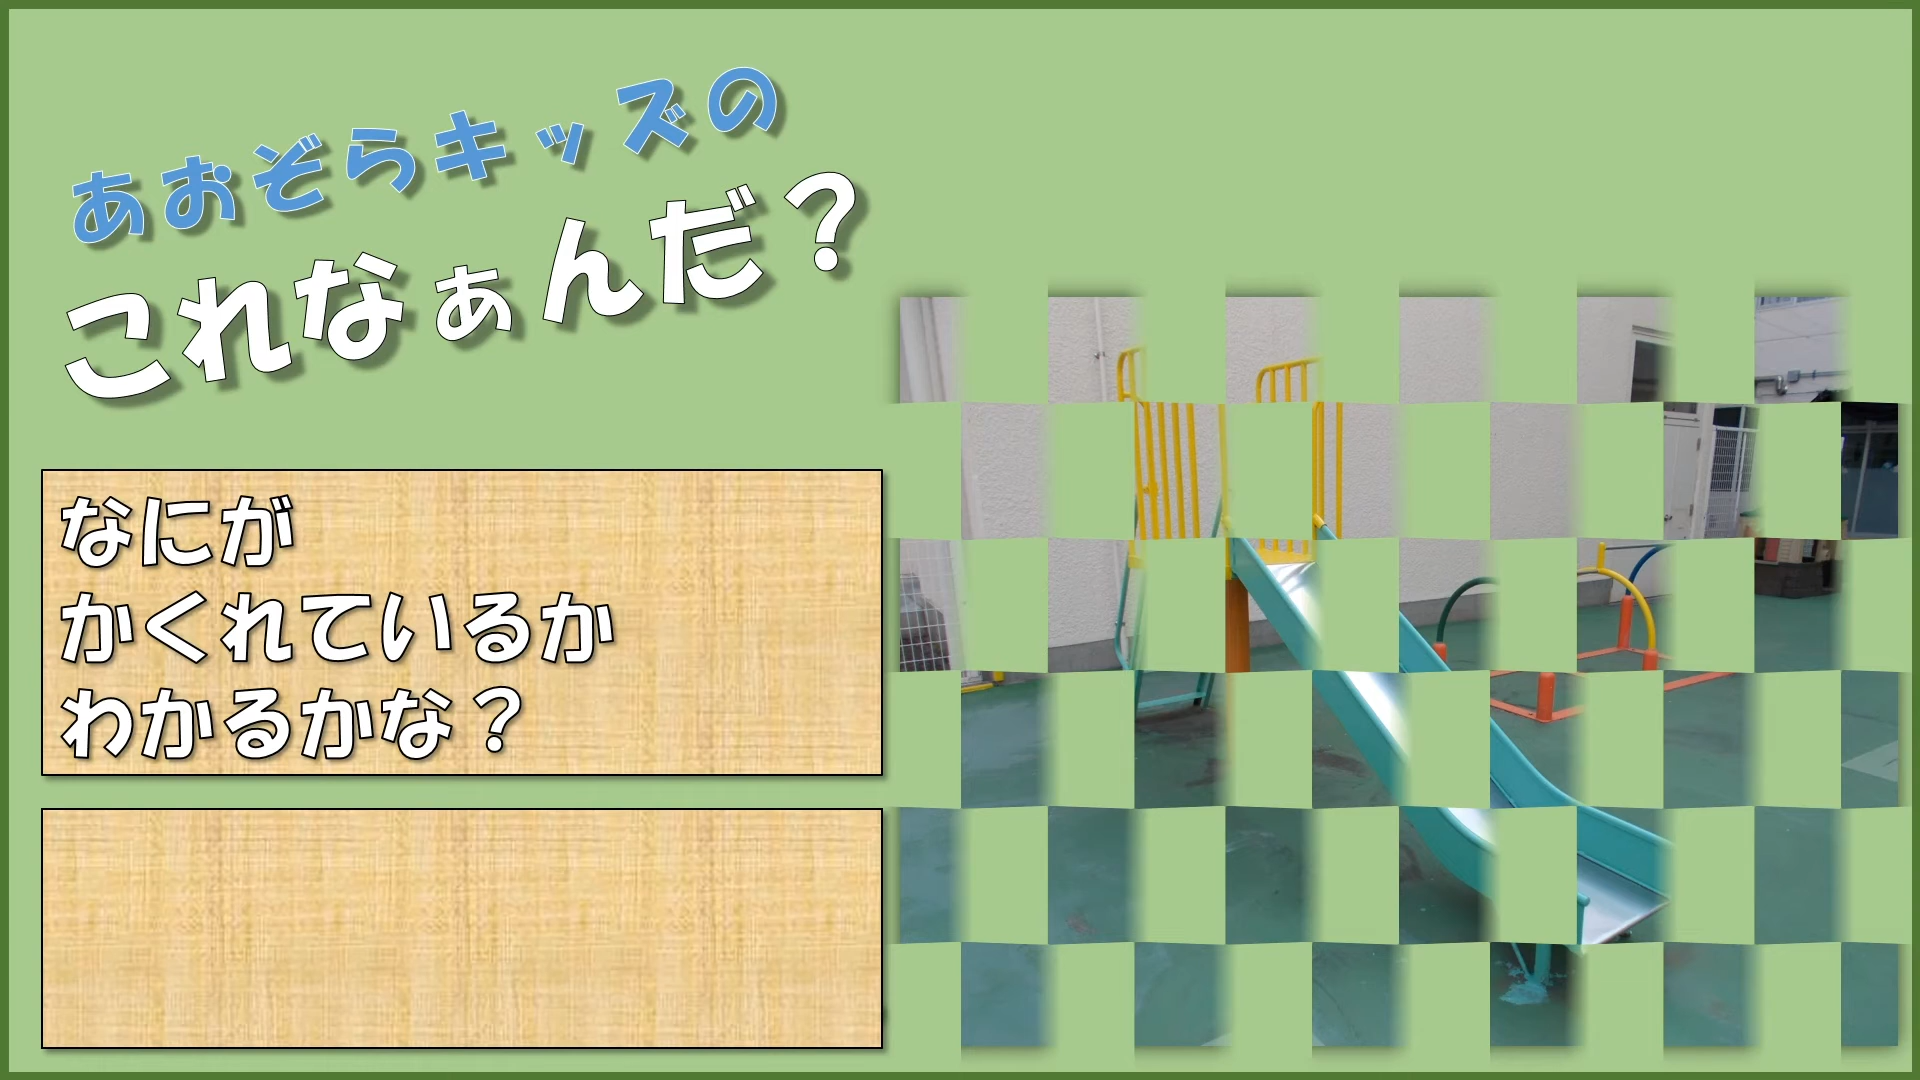 あおぞらキッズの
これなぁんだ？
なにが
かくれているか
わかるかな？